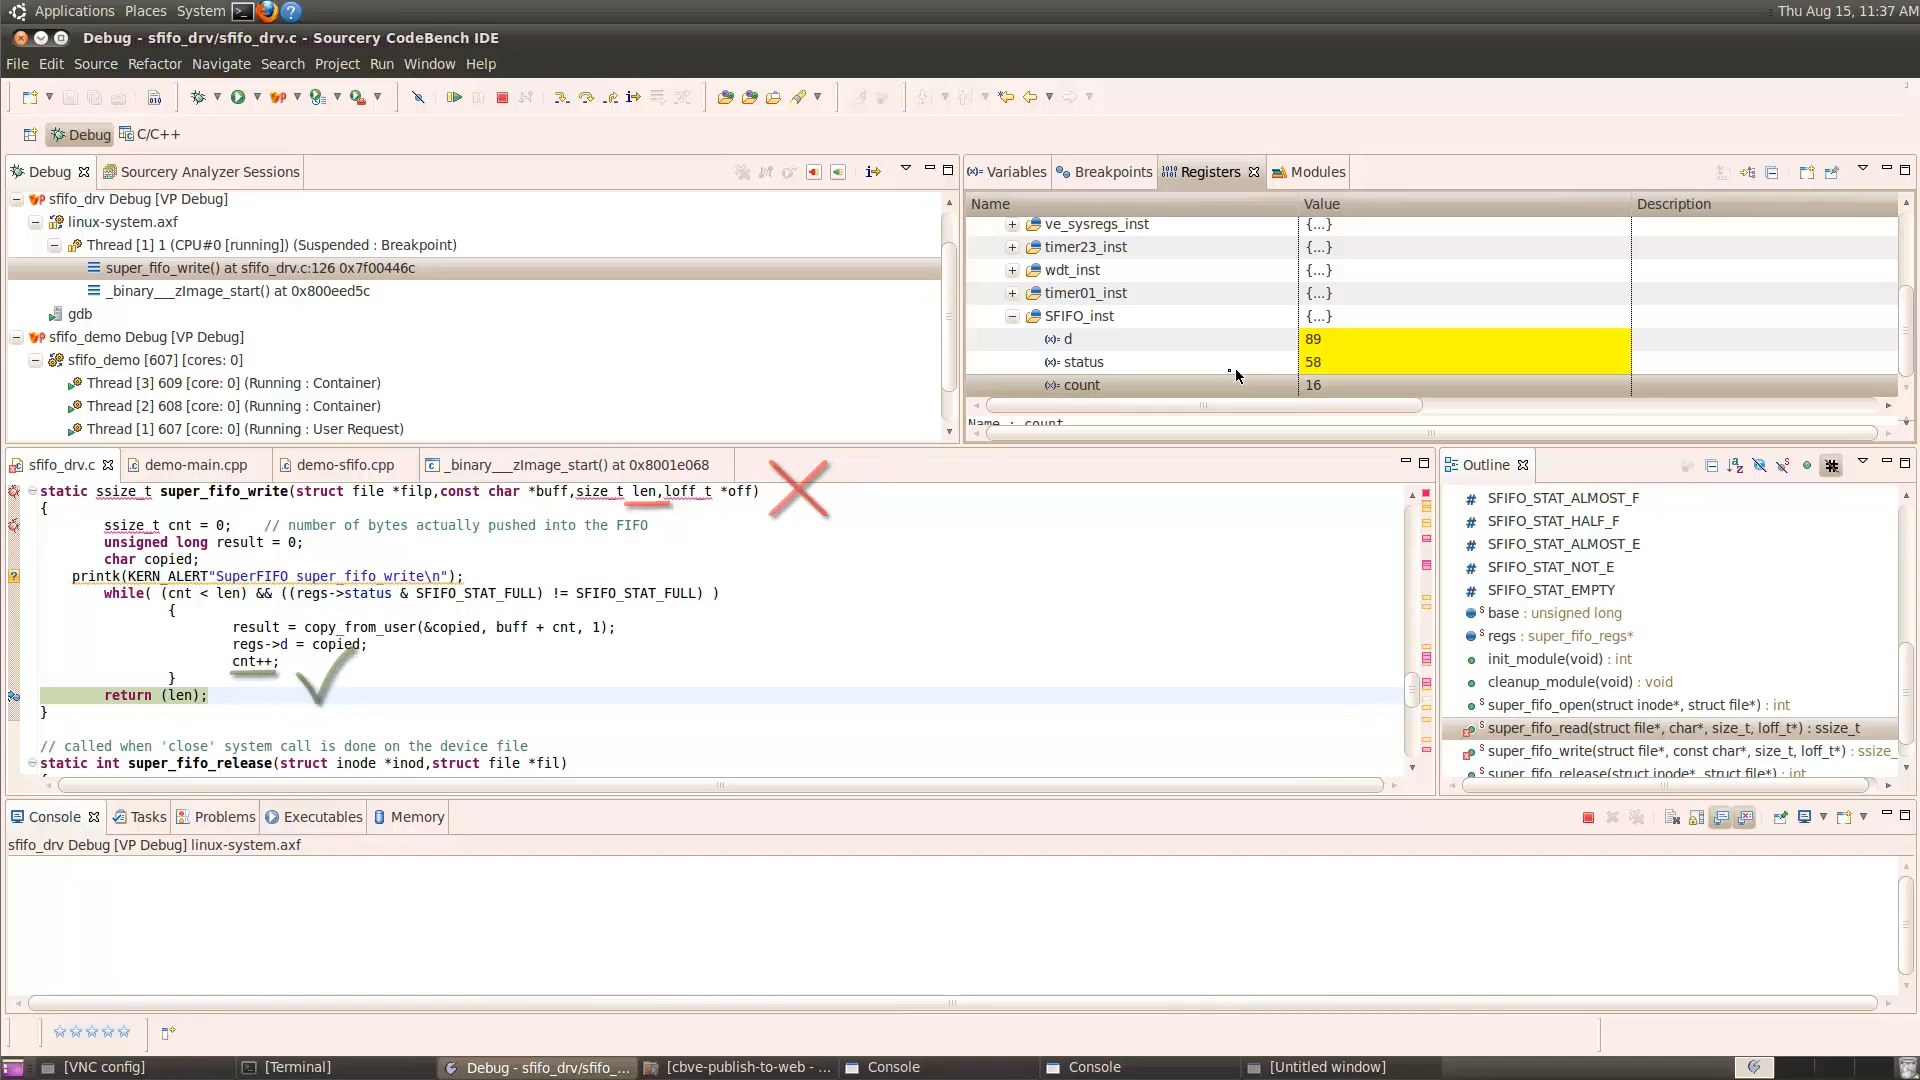 Applications Places System Thu Aug 15, 11:37 AM
Debug - sfifo_drv/sfifo_drv.c - Sourcery CodeBench IDE
File Edit Source Refactor Navigate Search Project Run Window Help
Debug C/C++
Debug Sourcery Analyzer Sessions
sfifo_drv Debug [VP Debug]
linux-system.axf
Thread [1] 1 (CPU#0 [running]) (Suspended : Breakpoint)
super_fifo_write() at sfifo_drv.c:126 0x7f00446c
_binary___zImage_start() at 0x800eed5c
gdb
sfifo_demo Debug [VP Debug]
sfifo_demo [607] [cores: 0]
Thread [3] 609 [core: 0] (Running : Container)
Thread [2] 608 [core: 0] (Running : Container)
Thread [1] 607 [core: 0] (Running : User Request)
(x)= Variables Breakpoints Registers Modules
Name Value Description
ve_sysregs_inst {...}
timer23_inst {...}
wdt_inst {...}
timer01_inst {...}
SFIFO_inst {...}
(x)= d 89
(x)= status 58
(x)= count 16
Name : count
sfifo_drv.c demo-main.cpp demo-sfifo.cpp _binary___zImage_start() at 0x8001e068
static ssize_t super_fifo_write(struct file *filp,const char *buff,size_t len,loff_t *off)
{
ssize_t cnt = 0; // number of bytes actually pushed into the FIFO
unsigned long result = 0;
char copied;
printk(KERN_ALERT"SuperFIFO super_fifo_write\n");
while( (cnt < len) && ((regs->status & SFIFO_STAT_FULL) != SFIFO_STAT_FULL) )
{
result = copy_from_user(&copied, buff + cnt, 1);
regs->d = copied;
cnt++;
}
return (len);
}
// called when 'close' system call is done on the device file
static int super_fifo_release(struct inode *inod,struct file *fil)
Outline
# SFIFO_STAT_ALMOST_F
# SFIFO_STAT_HALF_F
# SFIFO_STAT_ALMOST_E
# SFIFO_STAT_NOT_E
# SFIFO_STAT_EMPTY
S base : unsigned long
S regs : super_fifo_regs*
init_module(void) : int
cleanup_module(void) : void
S super_fifo_open(struct inode*, struct file*) : int
S super_fifo_read(struct file*, char*, size_t, loff_t*) : ssize_t
S super_fifo_write(struct file*, const char*, size_t, loff_t*) : ssize_
S super_fifo_release(struct inode*, struct file*) : int
Console Tasks Problems Executables Memory
sfifo_drv Debug [VP Debug] linux-system.axf
[VNC config] [Terminal] Debug - sfifo_drv/sfifo_... [cbve-publish-to-web - ... Console Console [Untitled window]